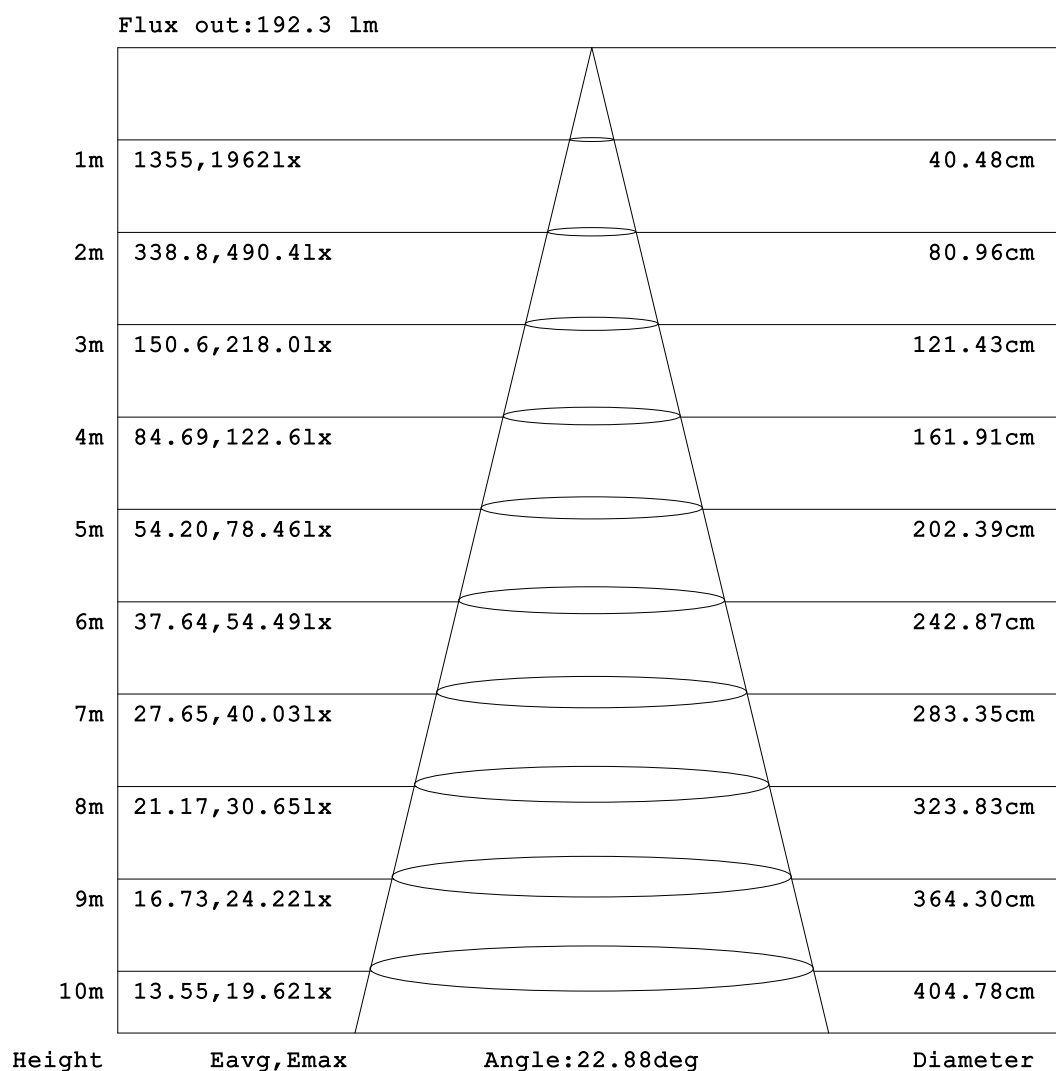 Flux out:192.3 lm
1m 1355,1962lx 40.48cm
2m 338.8,490.4lx 80.96cm
3m 150.6,218.0lx 121.43cm
4m 84.69,122.6lx 161.91cm
5m 54.20,78.46lx 202.39cm
6m 37.64,54.49lx 242.87cm
7m 27.65,40.03lx 283.35cm
8m 21.17,30.65lx 323.83cm
9m 16.73,24.22lx 364.30cm
10m 13.55,19.62lx 404.78cm
Height Eavg,Emax Angle:22.88deg Diameter